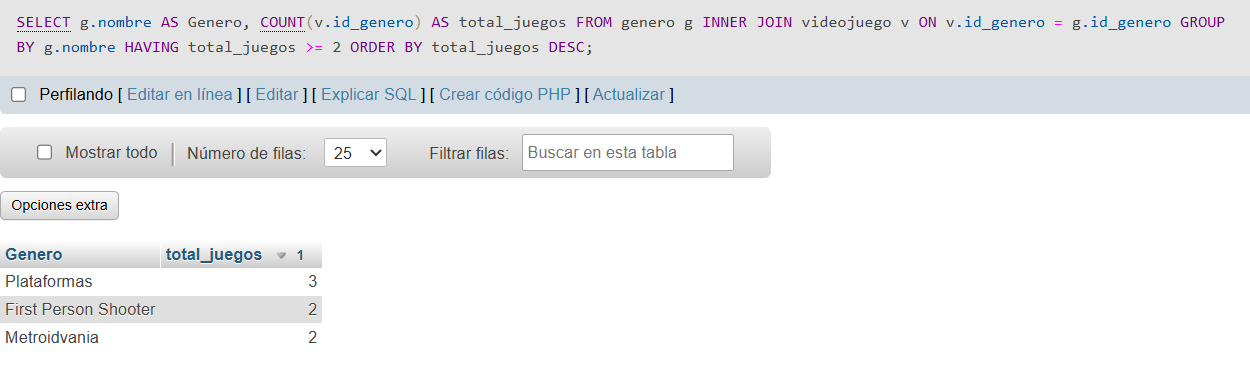 SELECT g.nombre AS Genero, COUNT(v.id_genero) AS total_juegos FROM genero g INNER JOIN videojuego v ON v.id_genero = g.id_genero GROUP
BY g.nombre HAVING total_juegos >= 2 ORDER BY total_juegos DESC;
Perfilando [ Editar en línea ] [ Editar ] [ Explicar SQL ] [ Crear código PHP ] [ Actualizar ]
Mostrar todo Número de filas: 25 Filtrar filas: Buscar en esta tabla
Opciones extra
Genero total_juegos 1
Plataformas 3
First Person Shooter 2
Metroidvania 2